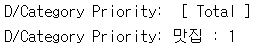 D/Category Priority:  [ Total ]
D/Category Priority: 맛집 : 1